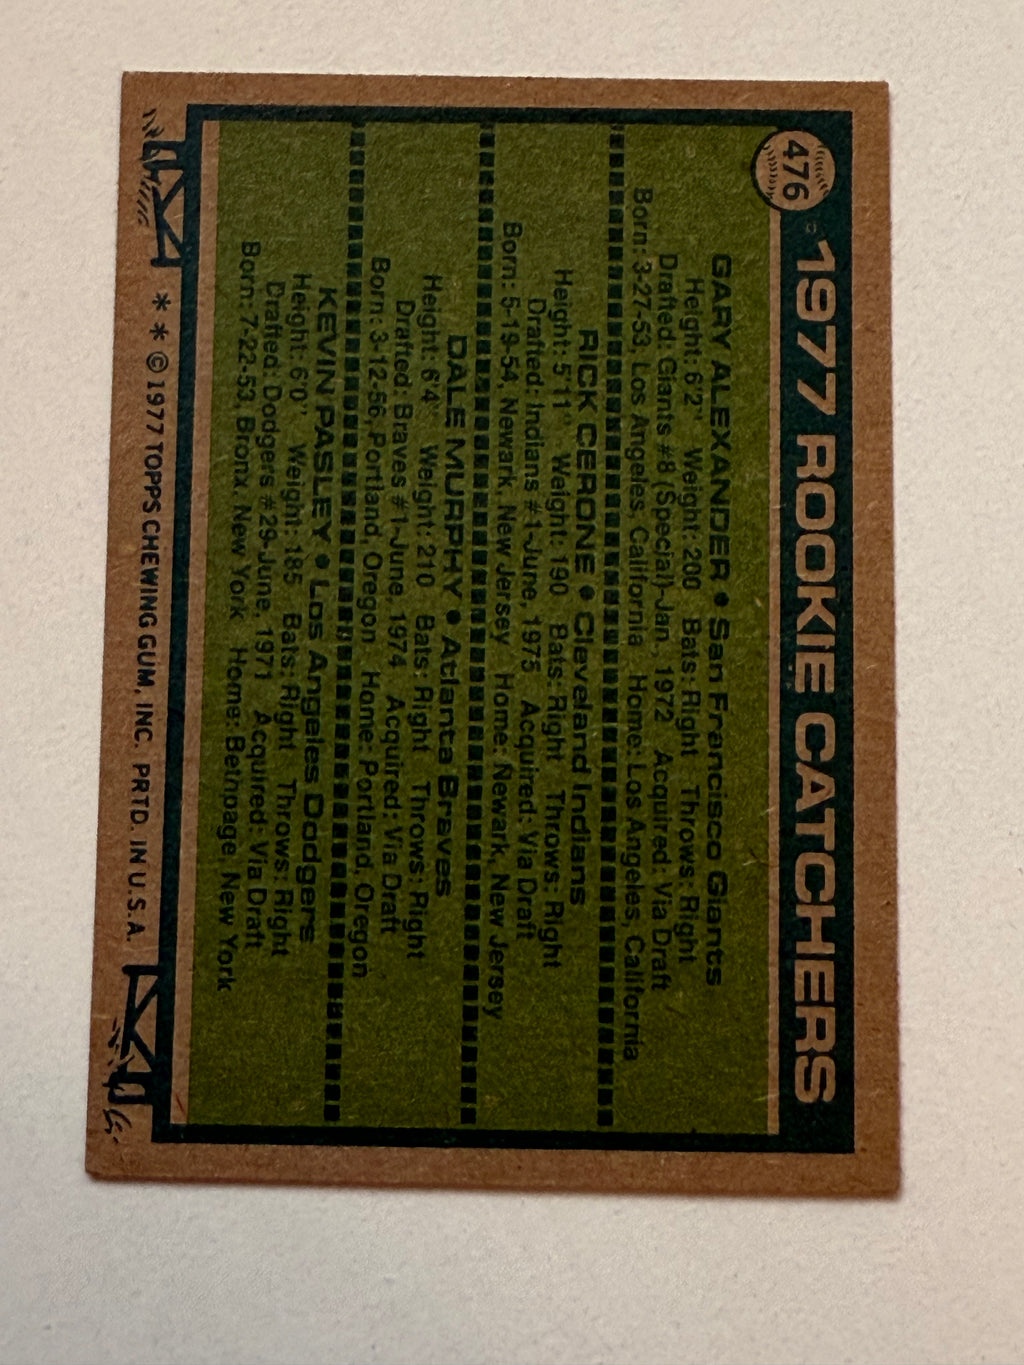 476
1977 ROOKIE CATCHERS
GARY ALEXANDER • San Francisco Giants
Height: 6'2" Weight: 200 Bats: Right Throws: Right
Drafted: Giants #8 (Special)-Jan., 1972 Acquired: Via Draft
Born: 3-27-53, Los Angeles, California Home: Los Angeles, California
RICK CERONE • Cleveland Indians
Height: 5'11" Weight: 190 Bats: Right Throws: Right
Drafted: Indians #1-June, 1975 Acquired: Via Draft
Born: 5-19-54, Newark, New Jersey Home: Newark, New Jersey
DALE MURPHY • Atlanta Braves
Height: 6'4" Weight: 210 Bats: Right Throws: Right
Drafted: Braves #1-June, 1974 Acquired: Via Draft
Born: 3-12-56, Portland, Oregon Home: Portland, Oregon
KEVIN PASLEY • Los Angeles Dodgers
Height: 6'0" Weight: 185 Bats: Right Throws: Right
Drafted: Dodgers #29-June, 1971 Acquired: Via Draft
Born: 7-22-53, Bronx, New York Home: Bethpage, New York
* * © 1977 TOPPS CHEWING GUM, INC. PRTD. IN U.S.A.